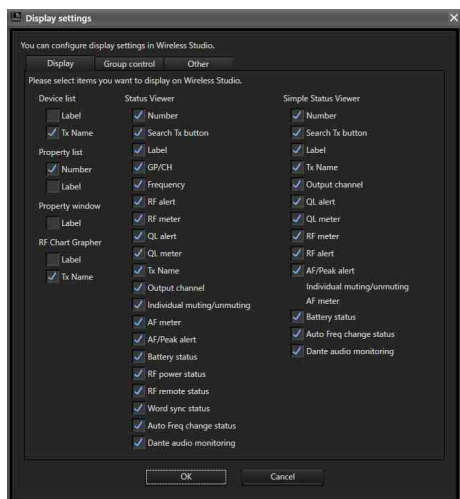 Display settings
You can configure display settings in Wireless Studio.
Display
Group control
Other
Please select items you want to display on Wireless Studio.
Device list
Label
Tx Name
Property list
Number
Label
Property window
Label
RF Chart Grapher
Label
Tx Name
Status Viewer
Number
Search Tx button
Label
GP/CH
Frequency
RF alert
RF meter
QL alert
QL meter
Tx Name
Output channel
Individual muting/unmuting
AF meter
AF/Peak alert
Battery status
RF power status
RF remote status
Word sync status
Auto Freq change status
Dante audio monitoring
Simple Status Viewer
Number
Search Tx button
Label
Tx Name
Output channel
QL alert
QL meter
RF meter
RF alert
AF/Peak alert
Individual muting/unmuting
AF meter
Battery status
Auto Freq change status
Dante audio monitoring
OK
Cancel